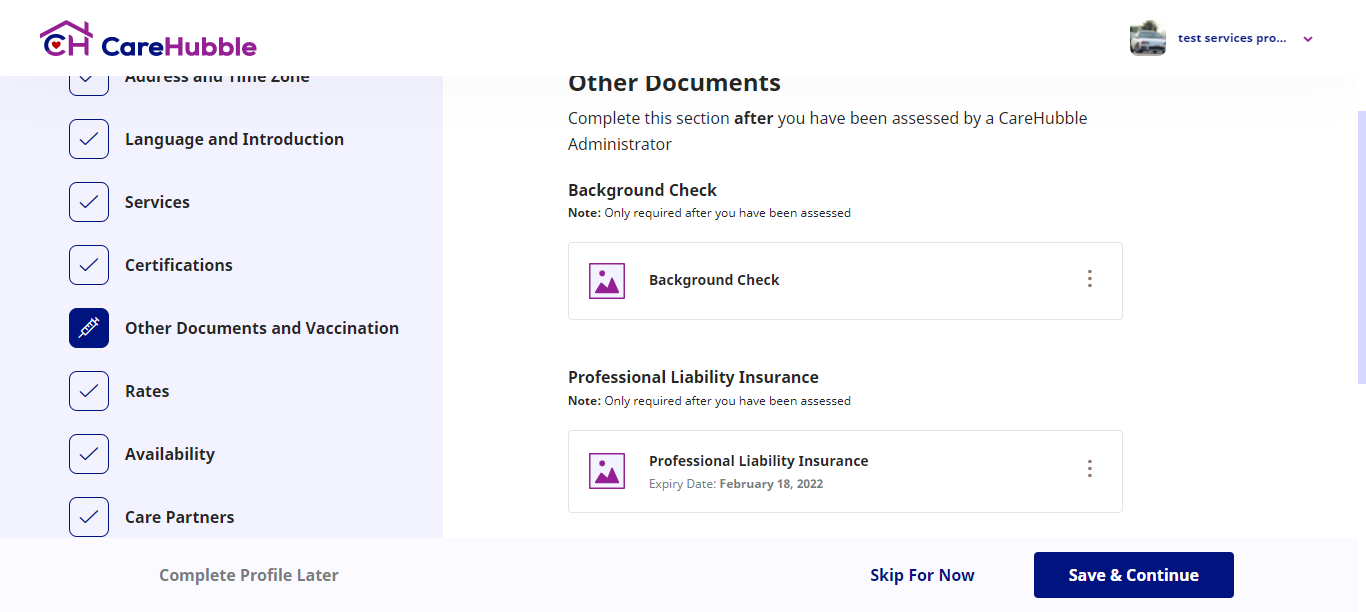 CH CareHubble
test services pro...
Address and Time Zone
Language and Introduction
Services
Certifications
Other Documents and Vaccination
Rates
Availability
Care Partners
Other Documents
Complete this section after you have been assessed by a CareHubble
Administrator
Background Check
Note: Only required after you have been assessed
Background Check
Professional Liability Insurance
Note: Only required after you have been assessed
Professional Liability Insurance
Expiry Date: February 18, 2022
Complete Profile Later
Skip For Now
Save & Continue